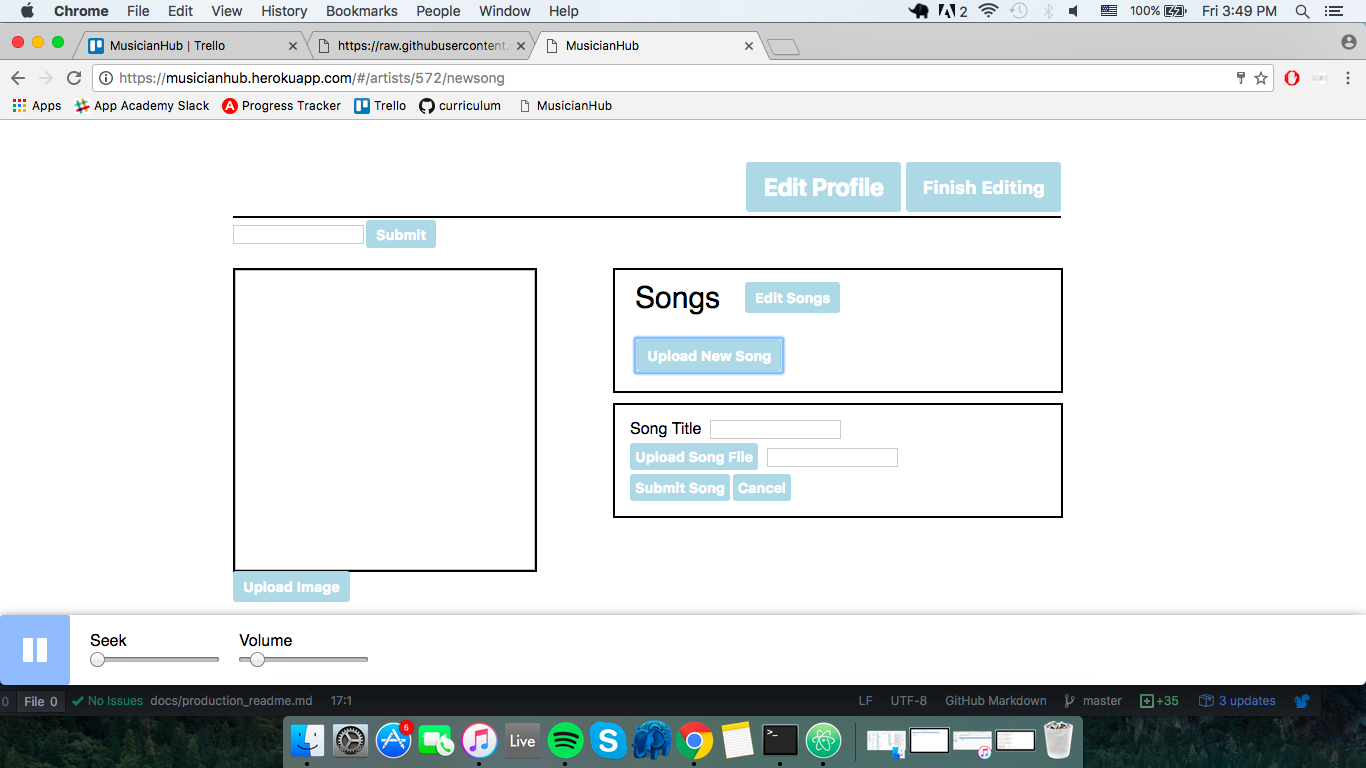 Chrome File Edit View History Bookmarks People Window Help 2 100% Fri 3:49 PM
MusicianHub | Trello https://raw.githubusercontent. MusicianHub
https://musicianhub.herokuapp.com/#/artists/572/newsong
Apps App Academy Slack Progress Tracker Trello curriculum MusicianHub
Edit Profile Finish Editing
Submit
Songs Edit Songs
Upload New Song
Song Title
Upload Song File
Submit Song Cancel
Upload Image
Seek Volume
0 File 0 No Issues docs/production_readme.md 17:1 LF UTF-8 GitHub Markdown master +35 3 updates
6
Live